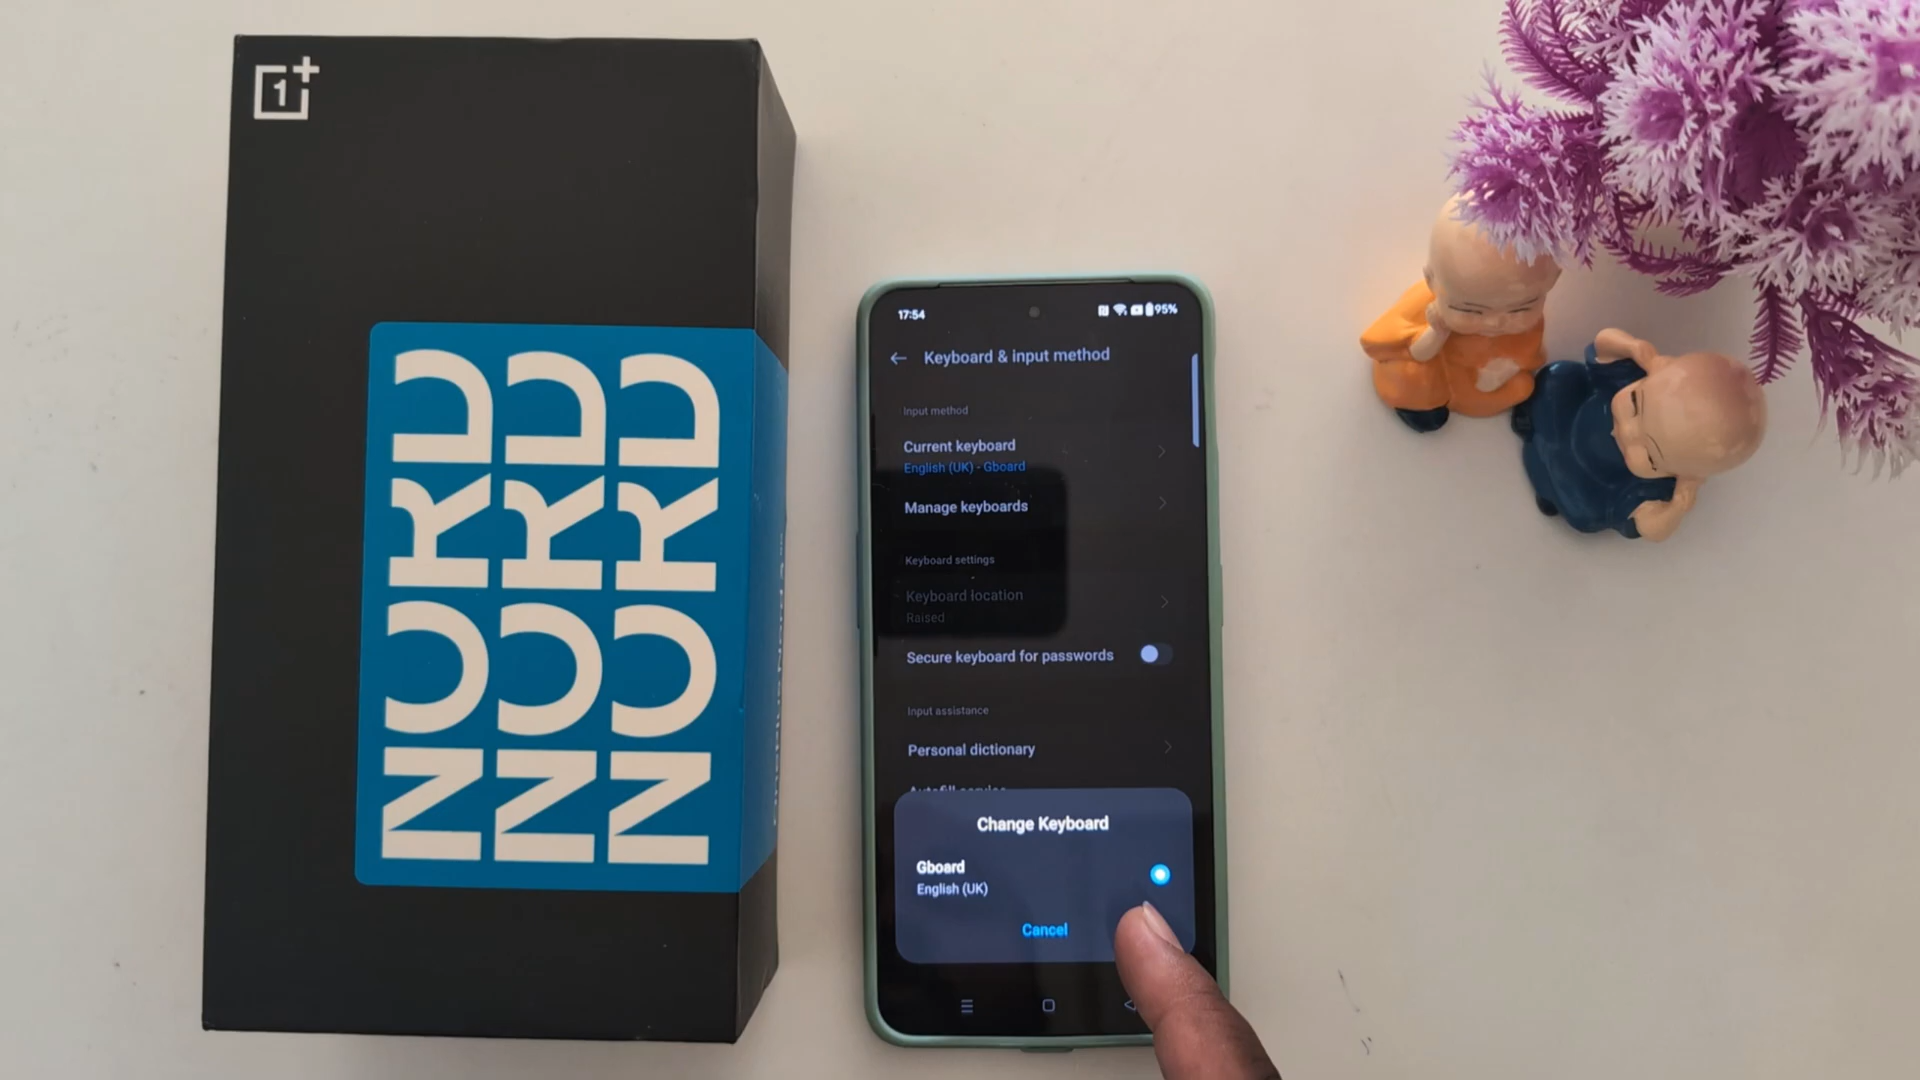 1+
NORD
NORD
NORD
17:54
95%
Keyboard & input method
Input method
Current keyboard
English (UK) - Gboard
Manage keyboards
Keyboard settings
Keyboard location
Raised
Secure keyboard for passwords
Input assistance
Personal dictionary
Autofill service
Change Keyboard
Gboard
English (UK)
Cancel